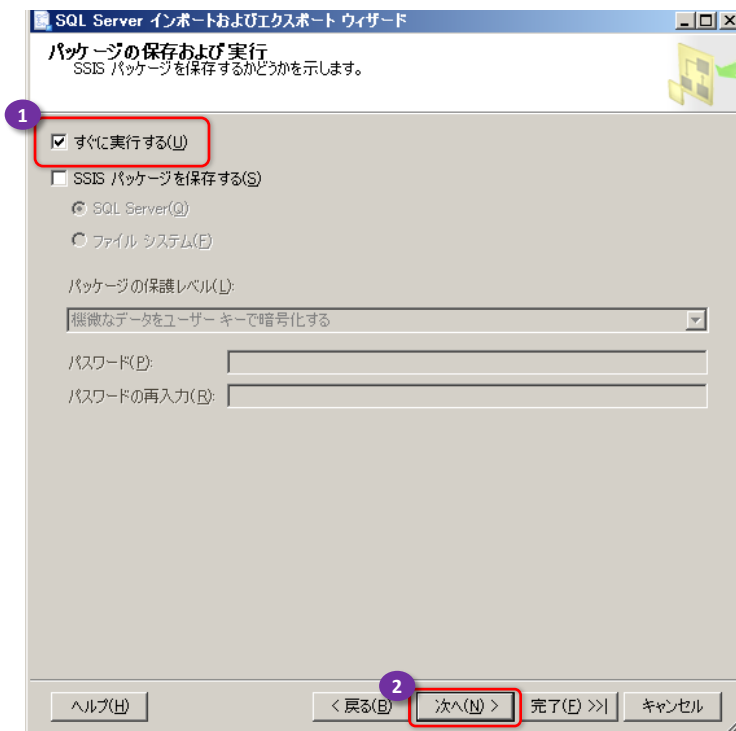 SQL Server インポートおよびエクスポート ウィザード
パッケージの保存および実行
SSIS パッケージを保存するかどうかを示します。
1
すぐに実行する(U)
SSIS パッケージを保存する(S)
SQL Server(Q)
ファイル システム(F)
パッケージの保護レベル(L):
機微なデータをユーザー キーで暗号化する
パスワード(P):
パスワードの再入力(R):
2
ヘルプ(H) < 戻る(B) 次へ(N) > 完了(F) >>| キャンセル